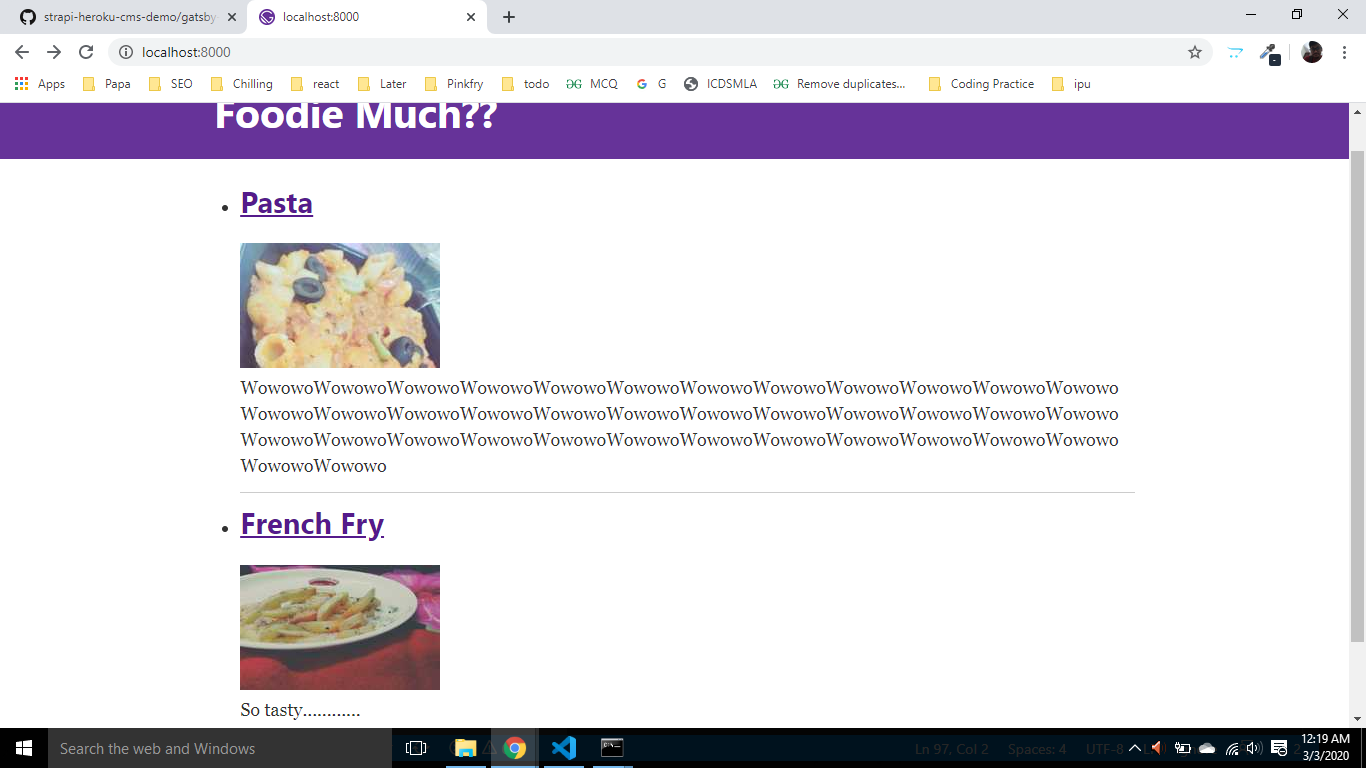 strapi-heroku-cms-demo/gatsby
localhost:8000
localhost:8000
Apps Papa SEO Chilling react Later Pinkfry todo MCQ G ICDSMLA Remove duplicates... Coding Practice ipu
Foodie Much??
Pasta
WowowoWowowoWowowoWowowoWowowoWowowoWowowoWowowoWowowoWowowoWowowoWowowo
WowowoWowowoWowowoWowowoWowowoWowowoWowowoWowowoWowowoWowowoWowowoWowowo
WowowoWowowoWowowoWowowoWowowoWowowoWowowoWowowoWowowoWowowoWowowoWowowo
WowowoWowowo
French Fry
So tasty............
Search the web and Windows
Ln 97, Col 2 Spaces: 4 UTF-8
12:19 AM
3/3/2020